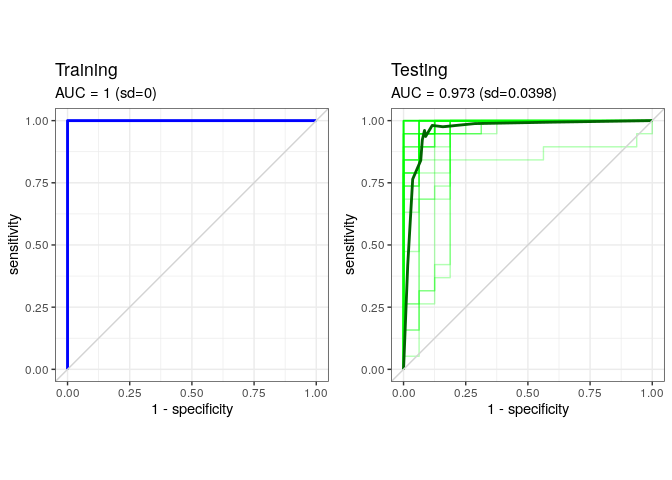 Training
AUC = 1 (sd=0)
1.00
0.75
0.50
0.25
0.00
sensitivity
0.00 0.25 0.50 0.75 1.00
1 - specificity
Testing
AUC = 0.973 (sd=0.0398)
1.00
0.75
0.50
0.25
0.00
sensitivity
0.00 0.25 0.50 0.75 1.00
1 - specificity